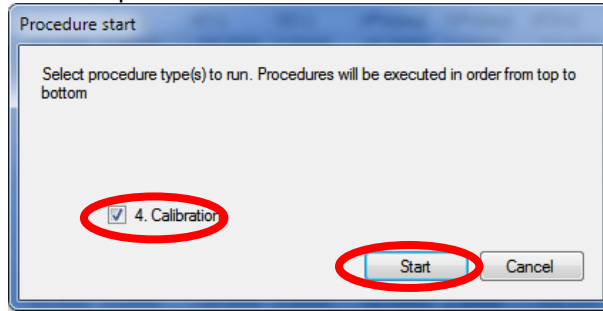 Procedure start
Select procedure type(s) to run. Procedures will be executed in order from top to
bottom
4. Calibration
Start
Cancel